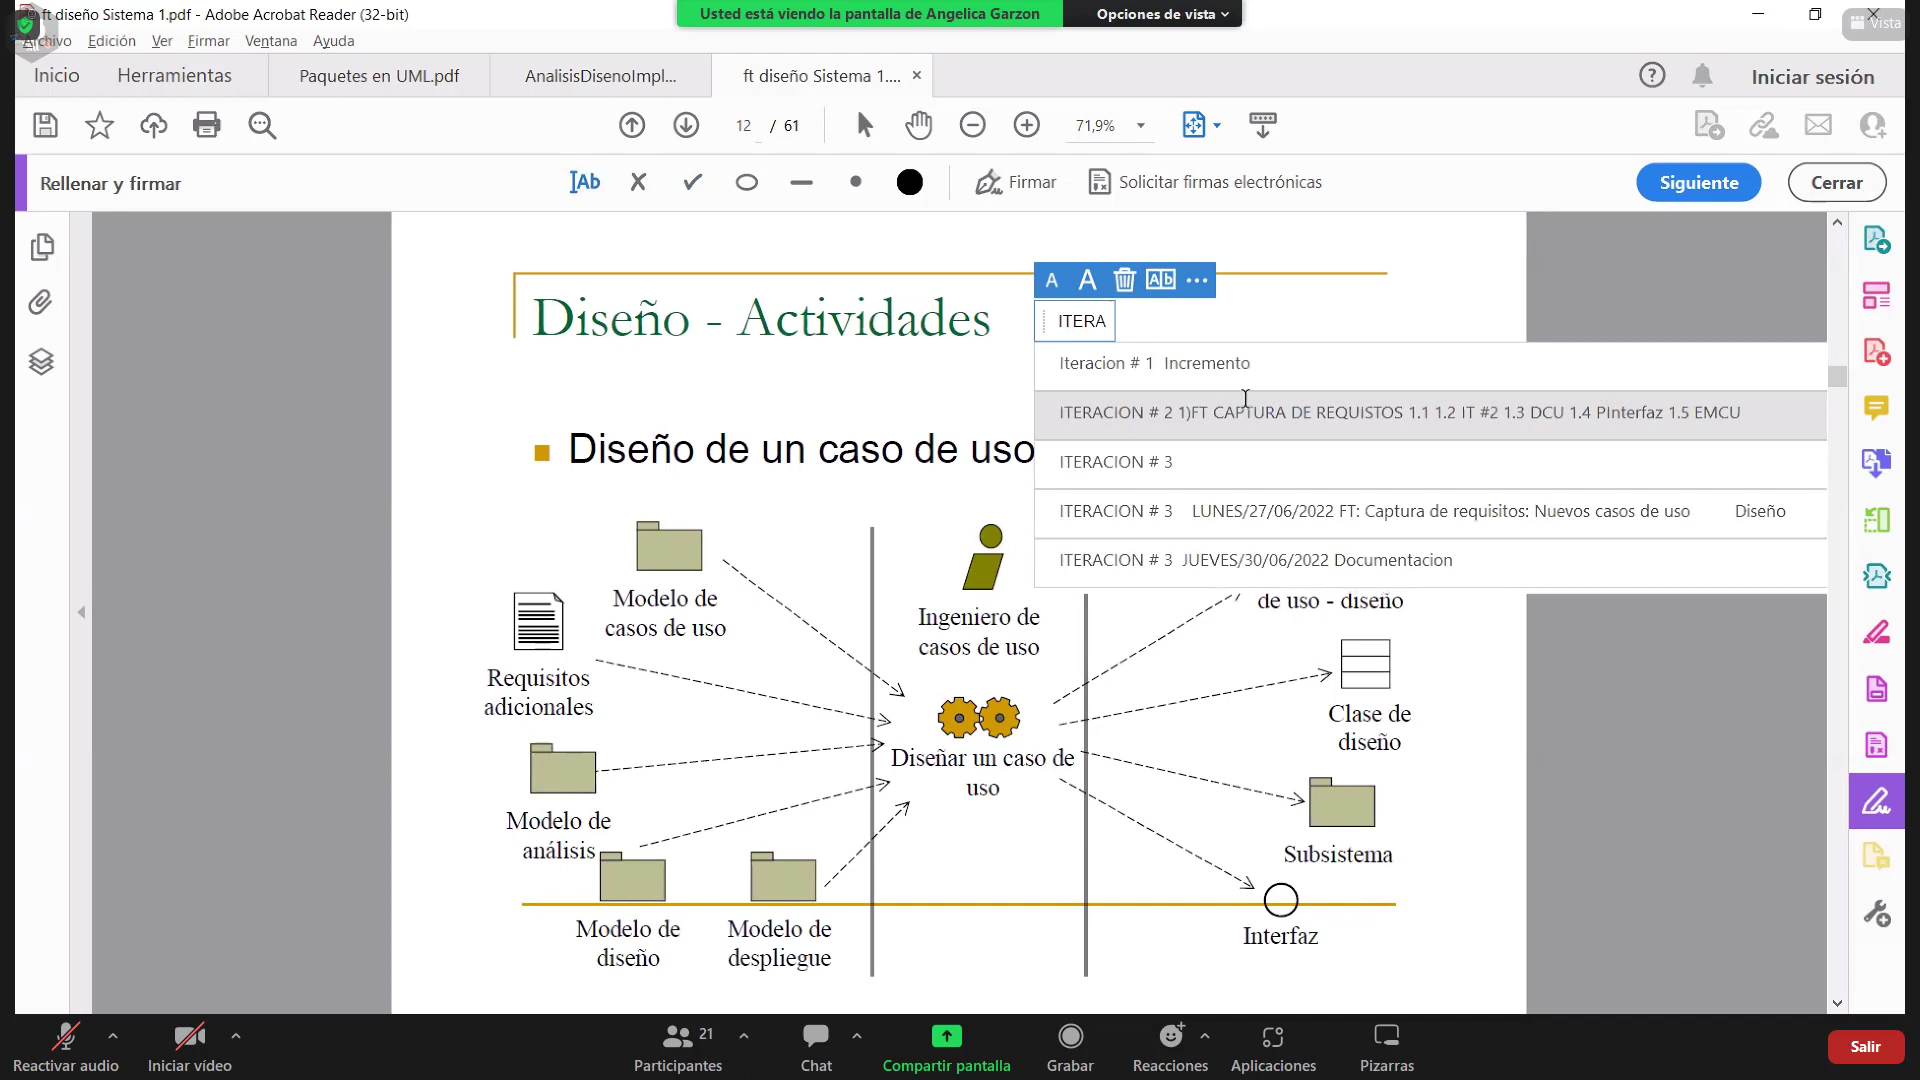 ft diseño Sistema 1.pdf - Adobe Acrobat Reader (32-bit)
Usted está viendo la pantalla de Angelica Garzon
Opciones de vista
Vista
Archivo Edición Ver Firmar Ventana Ayuda
Inicio Herramientas Paquetes en UML.pdf AnalisisDisenoImpl... ft diseño Sistema 1.... × Iniciar sesión
12 / 61 71,9%
Rellenar y firmar Ab Firmar Solicitar firmas electrónicas Siguiente Cerrar
A A Ab ...
Diseño - Actividades
ITERA
Iteracion # 1 Incremento
ITERACION # 2 1)FT CAPTURA DE REQUISTOS 1.1 1.2 IT #2 1.3 DCU 1.4 PInterfaz 1.5 EMCU
Diseño de un caso de uso
ITERACION # 3
ITERACION # 3 LUNES/27/06/2022 FT: Captura de requisitos: Nuevos casos de uso Diseño
ITERACION # 3 JUEVES/30/06/2022 Documentacion
Modelo de
casos de uso
Ingeniero de
casos de uso
de uso - diseño
Requisitos
adicionales
Clase de
diseño
Diseñar un caso de
uso
Modelo de
análisis
Subsistema
Modelo de
diseño
Modelo de
despliegue
Interfaz
Reactivar audio
Iniciar vídeo
Participantes 21
Chat
Compartir pantalla
Grabar
Reacciones
Aplicaciones
Pizarras
Salir